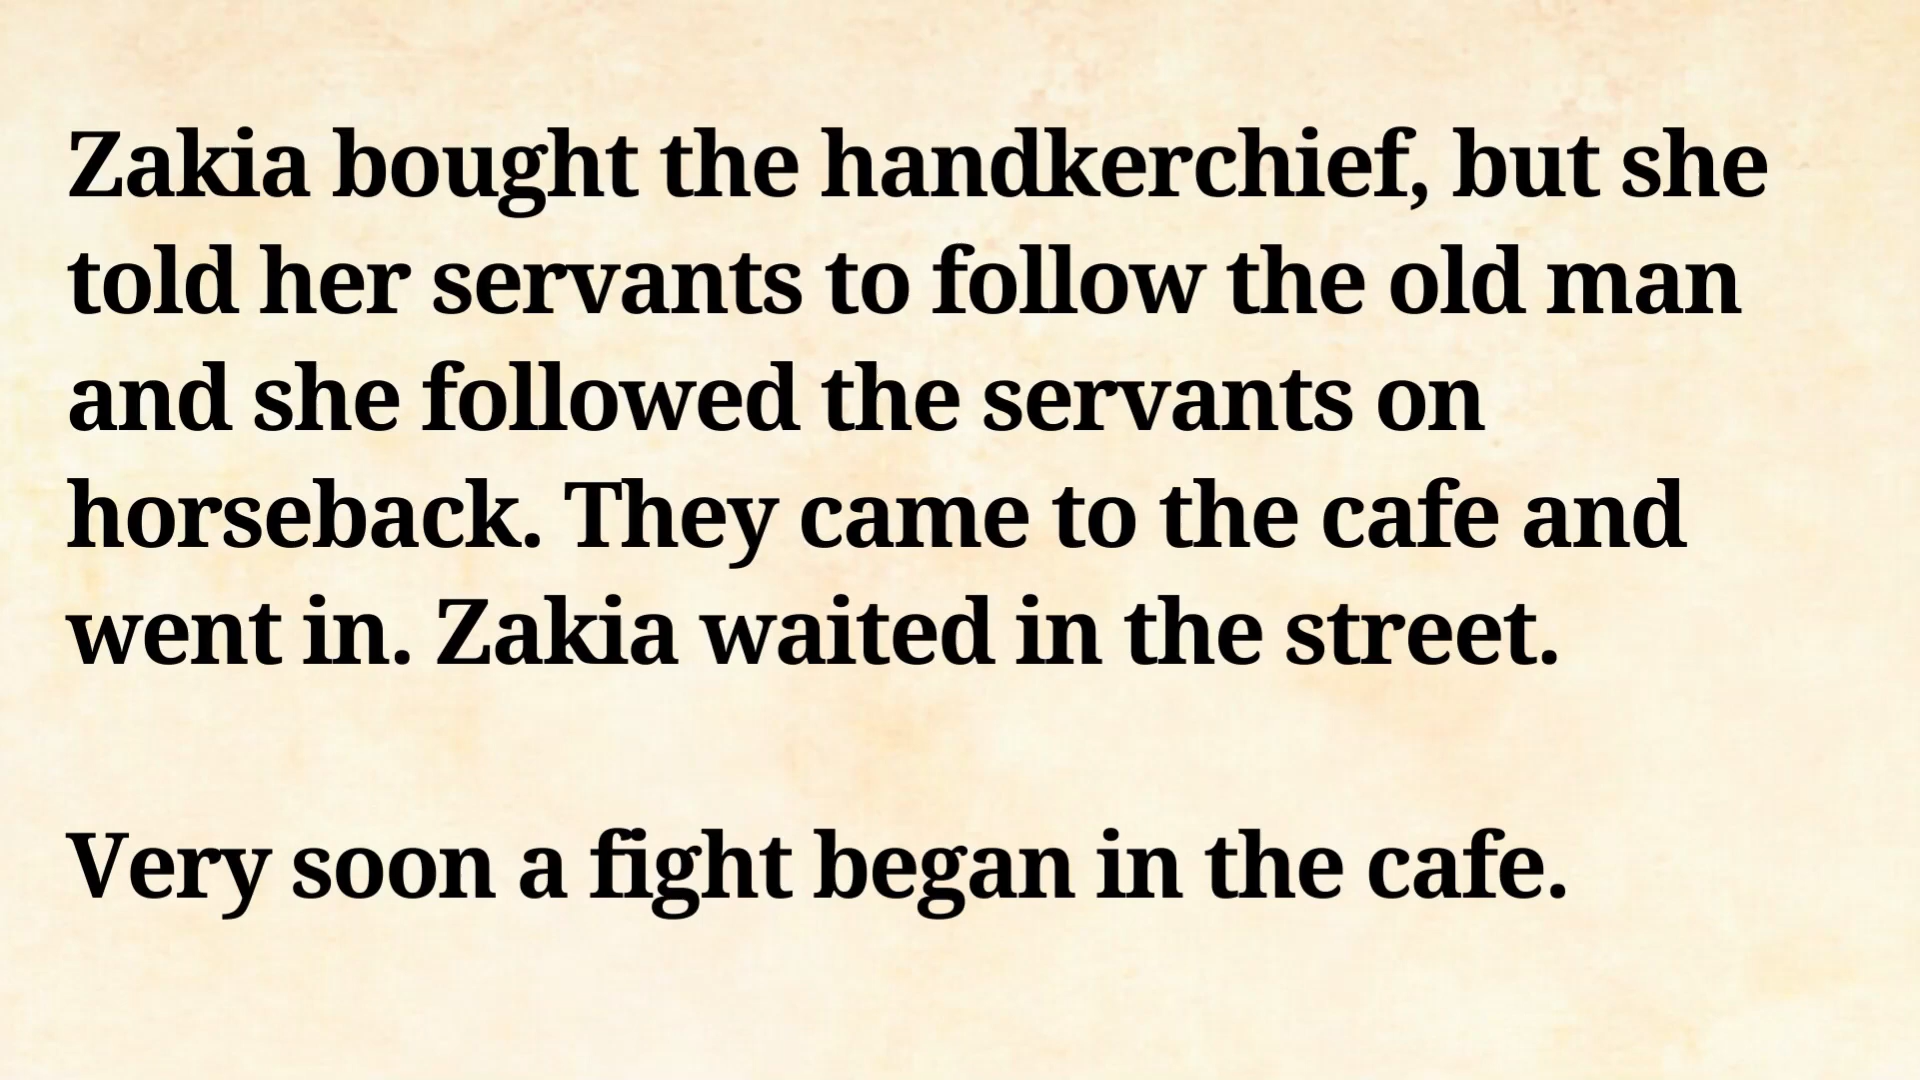 Zakia bought the handkerchief, but she
told her servants to follow the old man
and she followed the servants on
horseback. They came to the cafe and
went in. Zakia waited in the street.
Very soon a fight began in the cafe.